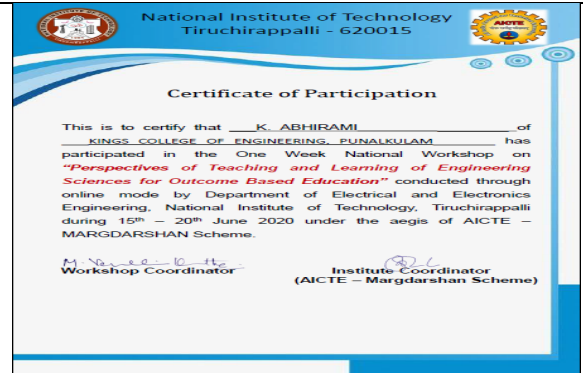 National Institute of Technology
Tiruchirappalli - 620015
AICTE
Certificate of Participation
This is to certify that K. ABHIRAMI of
KINGS COLLEGE OF ENGINEERING, PUNALKULAM has
participated in the One Week National Workshop on
“Perspectives of Teaching and Learning of Engineering
Sciences for Outcome Based Education” conducted through
online mode by Department of Electrical and Electronics
Engineering, National Institute of Technology, Tiruchirappalli
during 15th – 20th June 2020 under the aegis of AICTE –
MARGDARSHAN Scheme.
Workshop Coordinator
Institute Coordinator
(AICTE – Margdarshan Scheme)